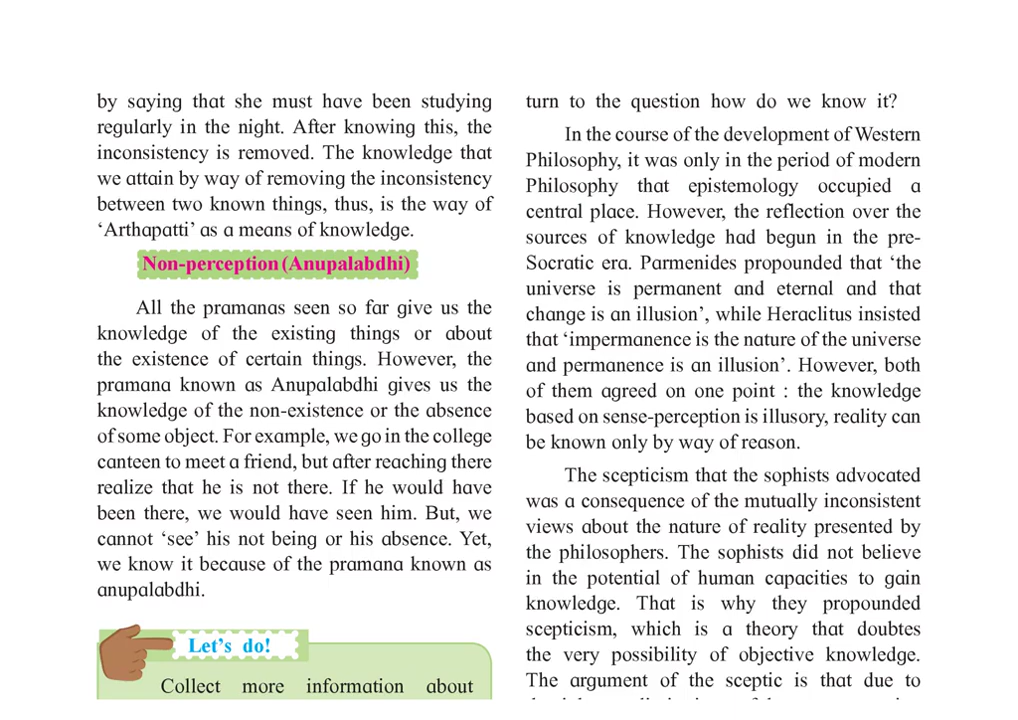 by saying that she must have been studying
regularly in the night. After knowing this, the
inconsistency is removed. The knowledge that
we attain by way of removing the inconsistency
between two known things, thus, is the way of
‘Arthapatti’ as a means of knowledge.
Non-perception (Anupalabdhi)
All the pramanas seen so far give us the
knowledge of the existing things or about
the existence of certain things. However, the
pramana known as Anupalabdhi gives us the
knowledge of the non-existence or the absence
of some object. For example, we go in the college
canteen to meet a friend, but after reaching there
realize that he is not there. If he would have
been there, we would have seen him. But, we
cannot ‘see’ his not being or his absence. Yet,
we know it because of the pramana known as
anupalabdhi.
Let’s do!
Collect more information about
turn to the question how do we know it?
In the course of the development of Western
Philosophy, it was only in the period of modern
Philosophy that epistemology occupied a
central place. However, the reflection over the
sources of knowledge had begun in the pre-
Socratic era. Parmenides propounded that ‘the
universe is permanent and eternal and that
change is an illusion’, while Heraclitus insisted
that ‘impermanence is the nature of the universe
and permanence is an illusion’. However, both
of them agreed on one point : the knowledge
based on sense-perception is illusory, reality can
be known only by way of reason.
The scepticism that the sophists advocated
was a consequence of the mutually inconsistent
views about the nature of reality presented by
the philosophers. The sophists did not believe
in the potential of human capacities to gain
knowledge. That is why they propounded
scepticism, which is a theory that doubtes
the very possibility of objective knowledge.
The argument of the sceptic is that due to